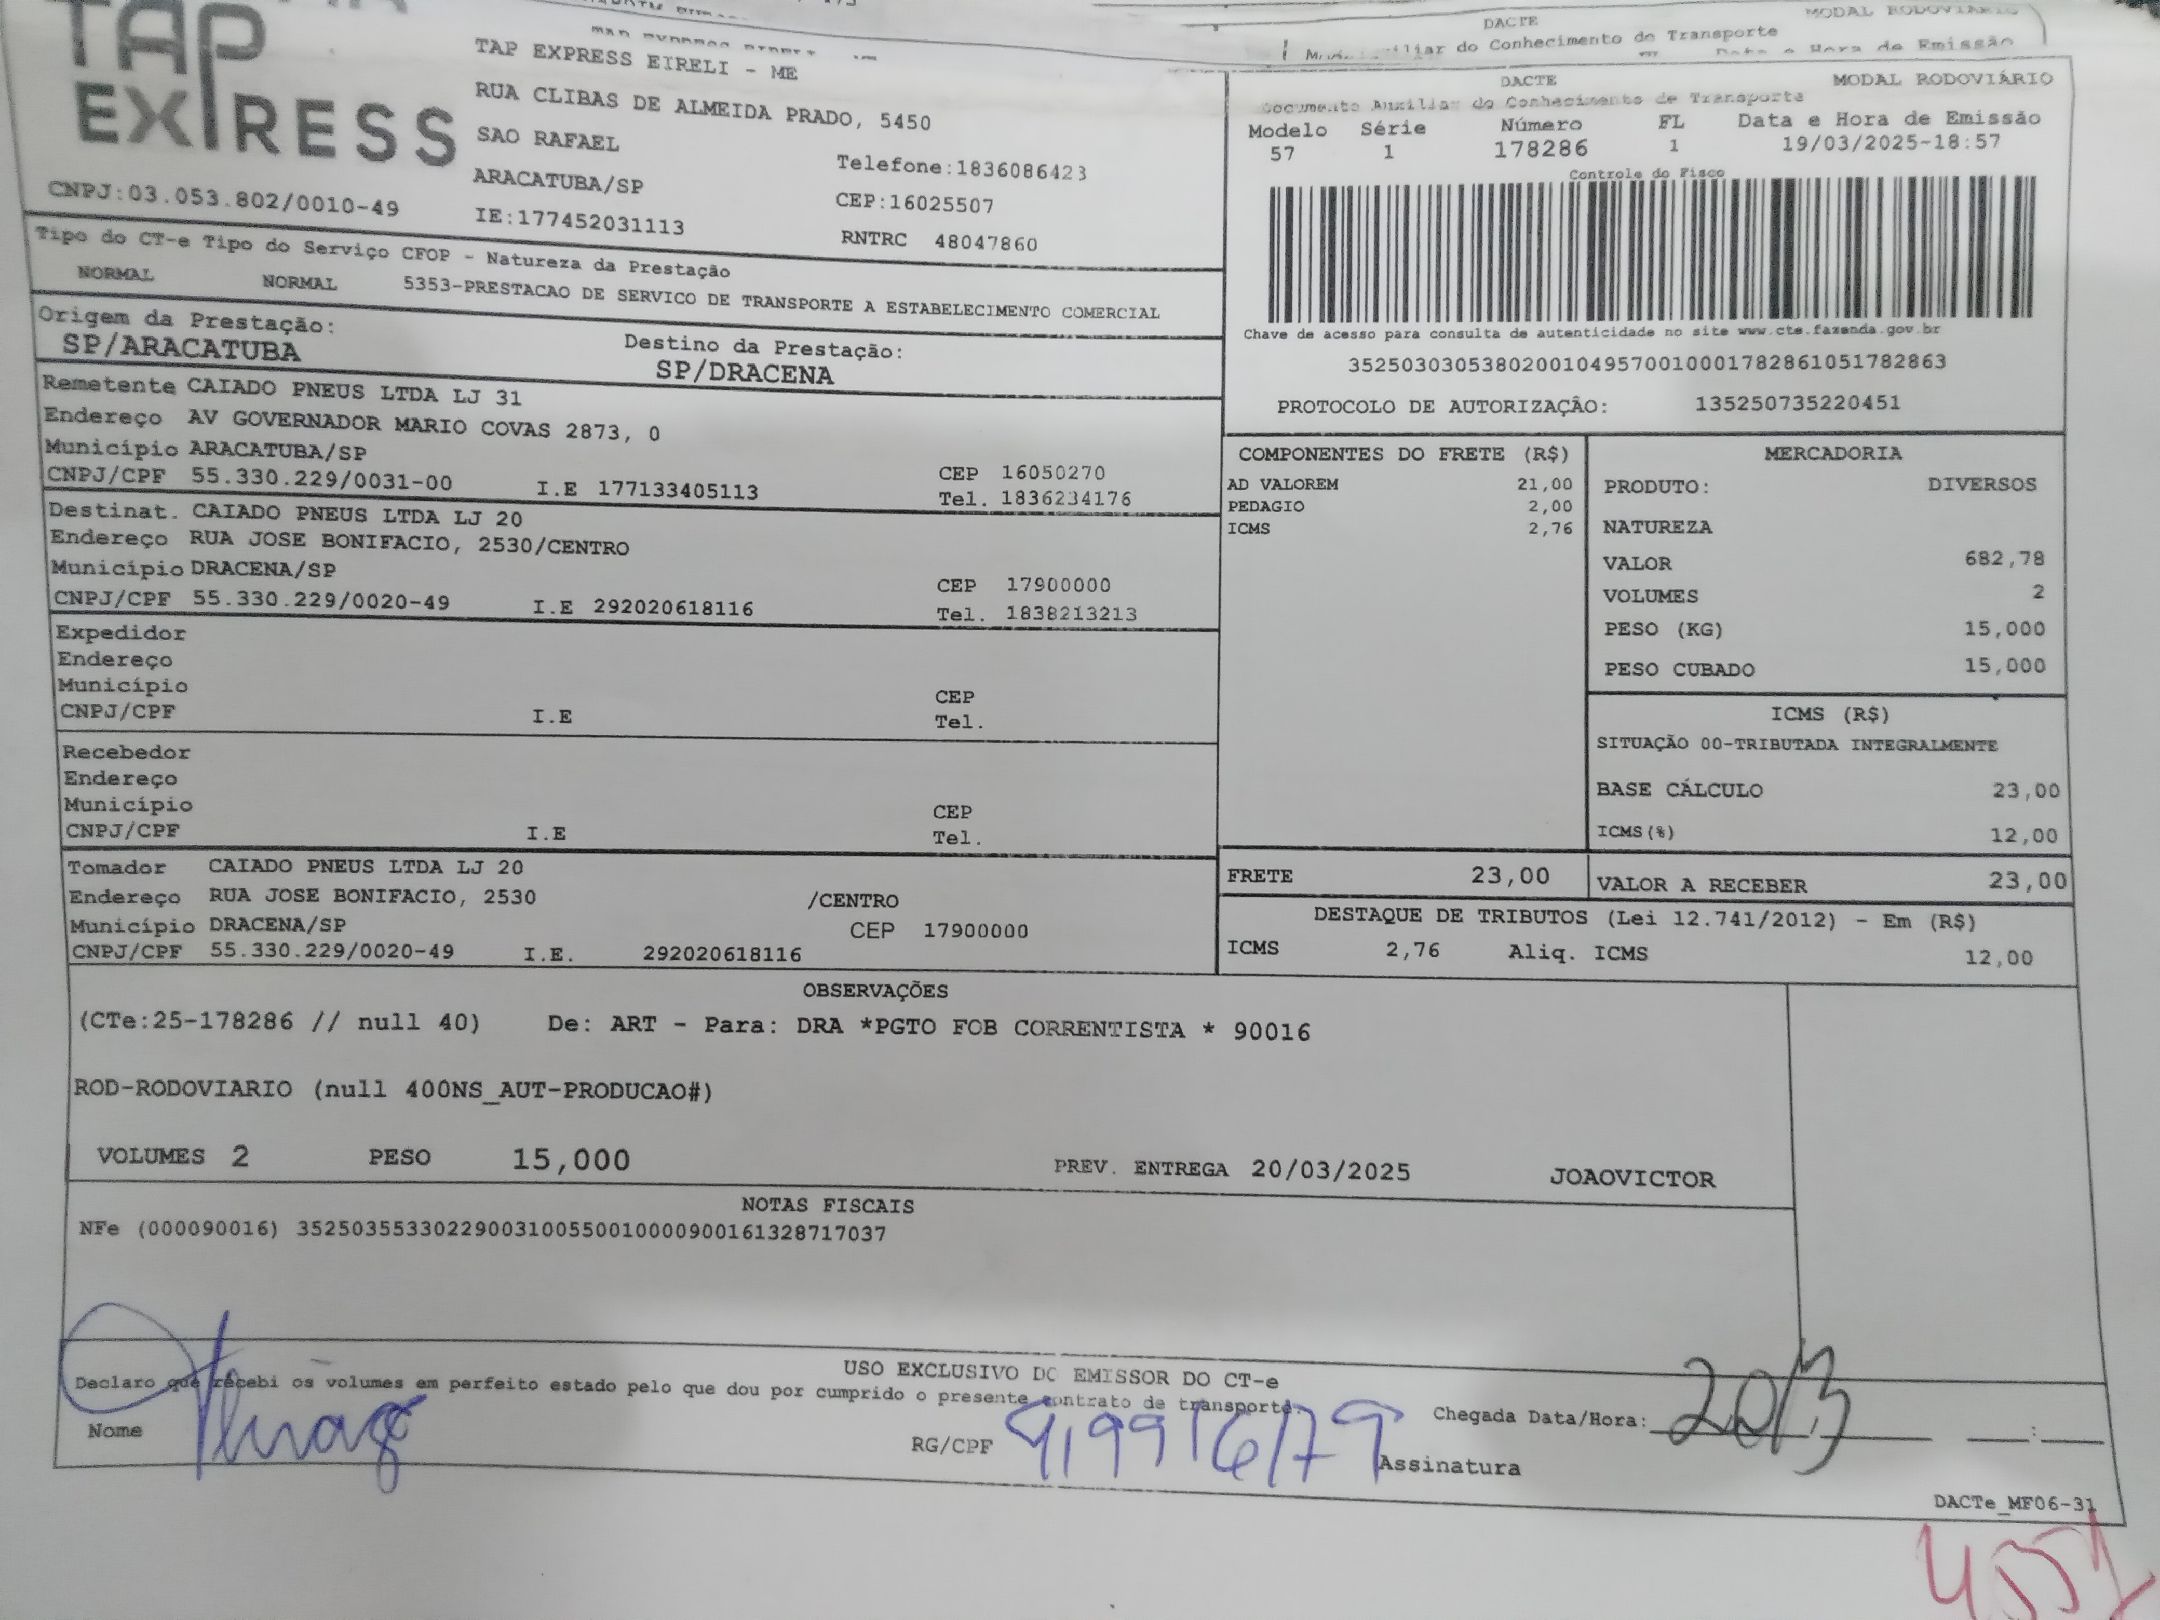 TAP
EXPRESS
CNPJ:03.053.802/0010-49
TAP EXPRESS EIRELI - ME
RUA CLIBAS DE ALMEIDA PRADO, 5450
SAO RAFAEL
ARACATUBA/SP
IE:177452031113
Telefone:1836086423
CEP:16025507
RNTRC 48047860
DACTE
MODAL RODOVIÁRIO
do Conhecimento de Transporte
Data e Hora de Emissão
DACTE MODAL RODOVIÁRIO
Documento Auxiliar do Conhecimento de Transporte
Modelo Série Número FL Data e Hora de Emissão
57 1 178286 1 19/03/2025-18:57
Controle do Fisco
Chave de acesso para consulta de autenticidade no site www.cte.fazenda.gov.br
35250303053802001049570010001782861051782863
PROTOCOLO DE AUTORIZAÇÃO: 135250735220451
Tipo do CT-e Tipo do Serviço CFOP - Natureza da Prestação
NORMAL NORMAL 5353-PRESTACAO DE SERVICO DE TRANSPORTE A ESTABELECIMENTO COMERCIAL
Origem da Prestação: Destino da Prestação:
SP/ARACATUBA SP/DRACENA
Remetente CAIADO PNEUS LTDA LJ 31
Endereço AV GOVERNADOR MARIO COVAS 2873, 0
Município ARACATUBA/SP CEP 16050270
CNPJ/CPF 55.330.229/0031-00 I.E 177133405113 Tel. 1836234176
Destinat. CAIADO PNEUS LTDA LJ 20
Endereço RUA JOSE BONIFACIO, 2530/CENTRO
Município DRACENA/SP CEP 17900000
CNPJ/CPF 55.330.229/0020-49 I.E 292020618116 Tel. 1838213213
Expedidor
Endereço
Município CEP
CNPJ/CPF I.E Tel.
Recebedor
Endereço
Município CEP
CNPJ/CPF I.E Tel.
Tomador CAIADO PNEUS LTDA LJ 20
Endereço RUA JOSE BONIFACIO, 2530 /CENTRO
Município DRACENA/SP CEP 17900000
CNPJ/CPF 55.330.229/0020-49 I.E. 292020618116
COMPONENTES DO FRETE (R$)
AD VALOREM 21,00
PEDAGIO 2,00
ICMS 2,76
MERCADORIA
PRODUTO: DIVERSOS
NATUREZA
VALOR 682,78
VOLUMES 2
PESO (KG) 15,000
PESO CUBADO 15,000
ICMS (R$)
SITUAÇÃO 00-TRIBUTADA INTEGRALMENTE
BASE CÁLCULO 23,00
ICMS(%) 12,00
FRETE 23,00 VALOR A RECEBER 23,00
DESTAQUE DE TRIBUTOS (Lei 12.741/2012) - Em (R$)
ICMS 2,76 Aliq. ICMS 12,00
OBSERVAÇÕES
(CTe:25-178286 // null 40) De: ART - Para: DRA *PGTO FOB CORRENTISTA * 90016
ROD-RODOVIARIO (null 400NS_AUT-PRODUCAO#)
VOLUMES 2 PESO 15,000 PREV. ENTREGA 20/03/2025 JOAOVICTOR
NOTAS FISCAIS
NFe (000090016) 35250355330229003100550010000900161328717037
USO EXCLUSIVO DO EMISSOR DO CT-e
Declaro que recebi os volumes em perfeito estado pelo que dou por cumprido o presente contrato de transporte.
Nome RG/CPF Chegada Data/Hora: 20/3 :
Assinatura
DACTe_MF06-31